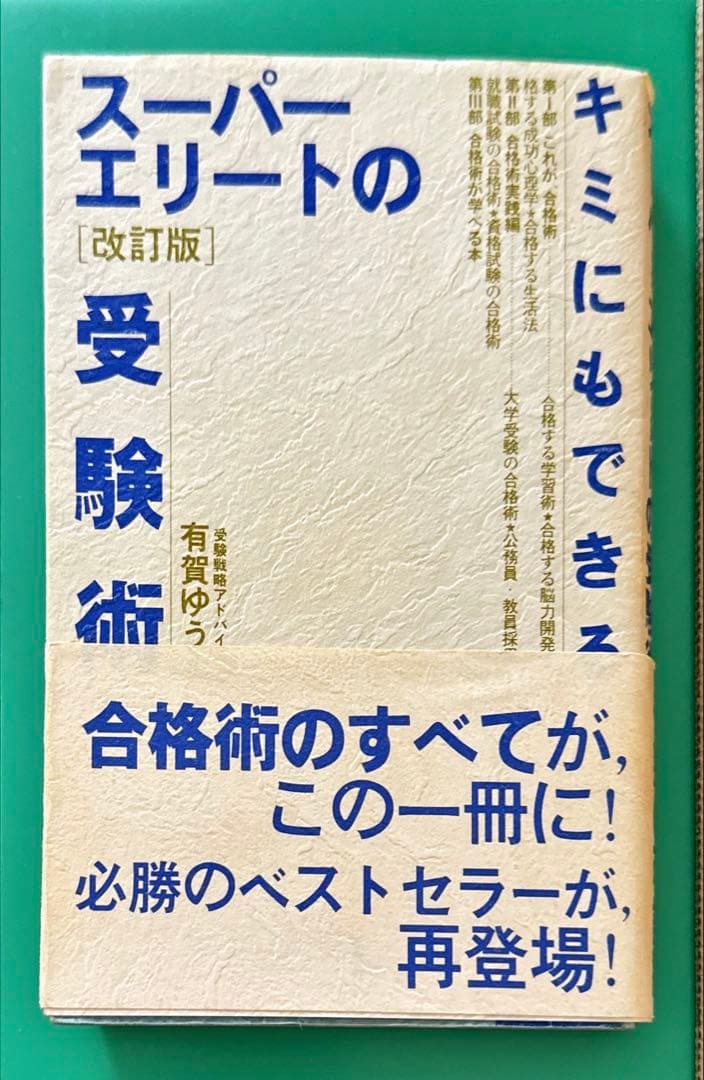 キミにもできる
スーパー
エリートの
［改訂版］
受験術
第Ⅰ部 これが、合格術
合格する学習術★合格する脳力開発
格する成功心理学★合格する生活法
第Ⅱ部 合格術実践編
大学受験の合格術★公務員・教員採
就職試験の合格術★資格試験の合格術
第Ⅲ部 合格術が学べる本
受験戦略アドバイ
有賀ゆう
合格術のすべてが,
この一冊に!
必勝のベストセラーが,
再登場!